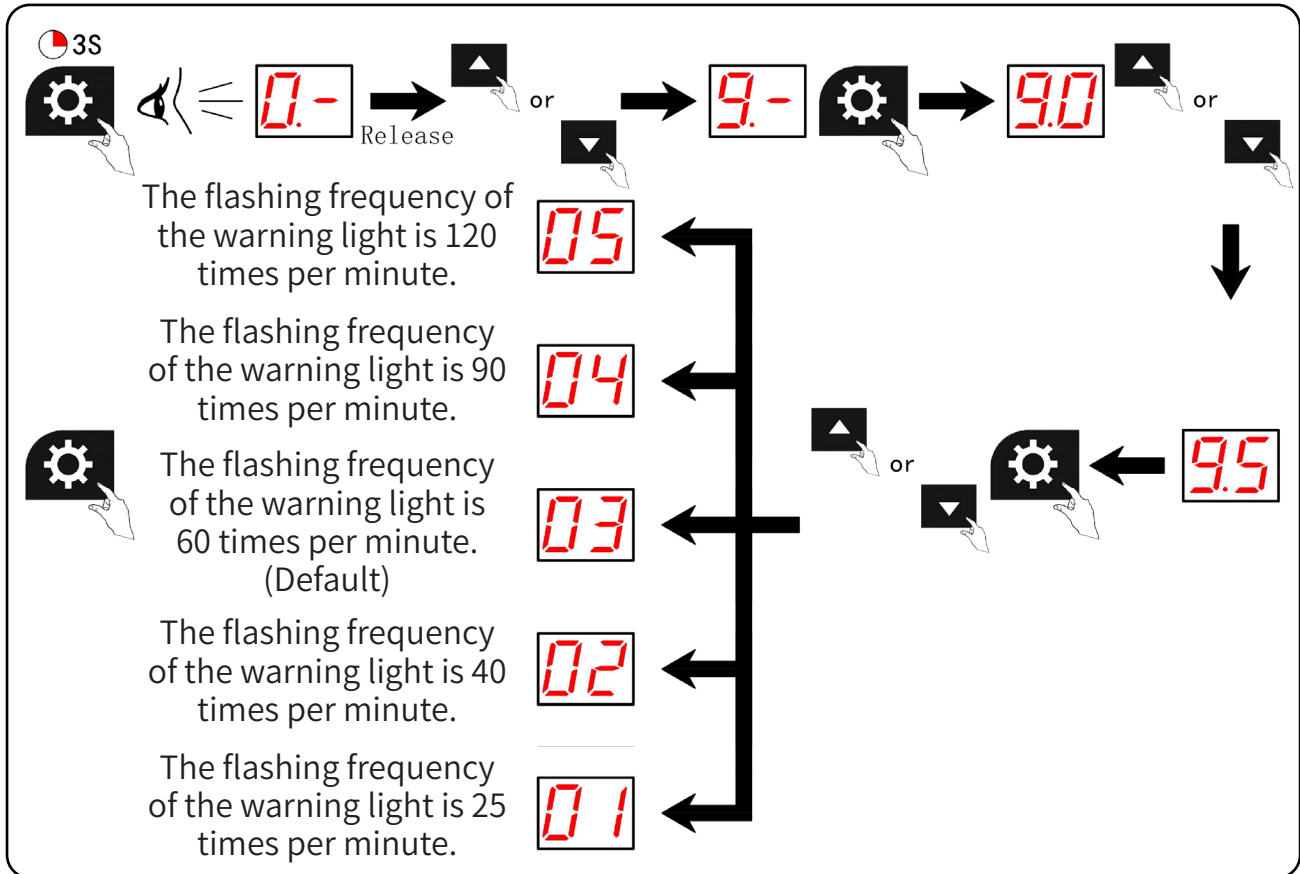 3S
0.-
Release
or
9.-
9.0
or
The flashing frequency of
the warning light is 120
times per minute.
05
The flashing frequency
of the warning light is 90
times per minute.
04
The flashing frequency
of the warning light is
60 times per minute.
(Default)
03
or
9.5
The flashing frequency
of the warning light is 40
times per minute.
02
The flashing frequency
of the warning light is 25
times per minute.
01